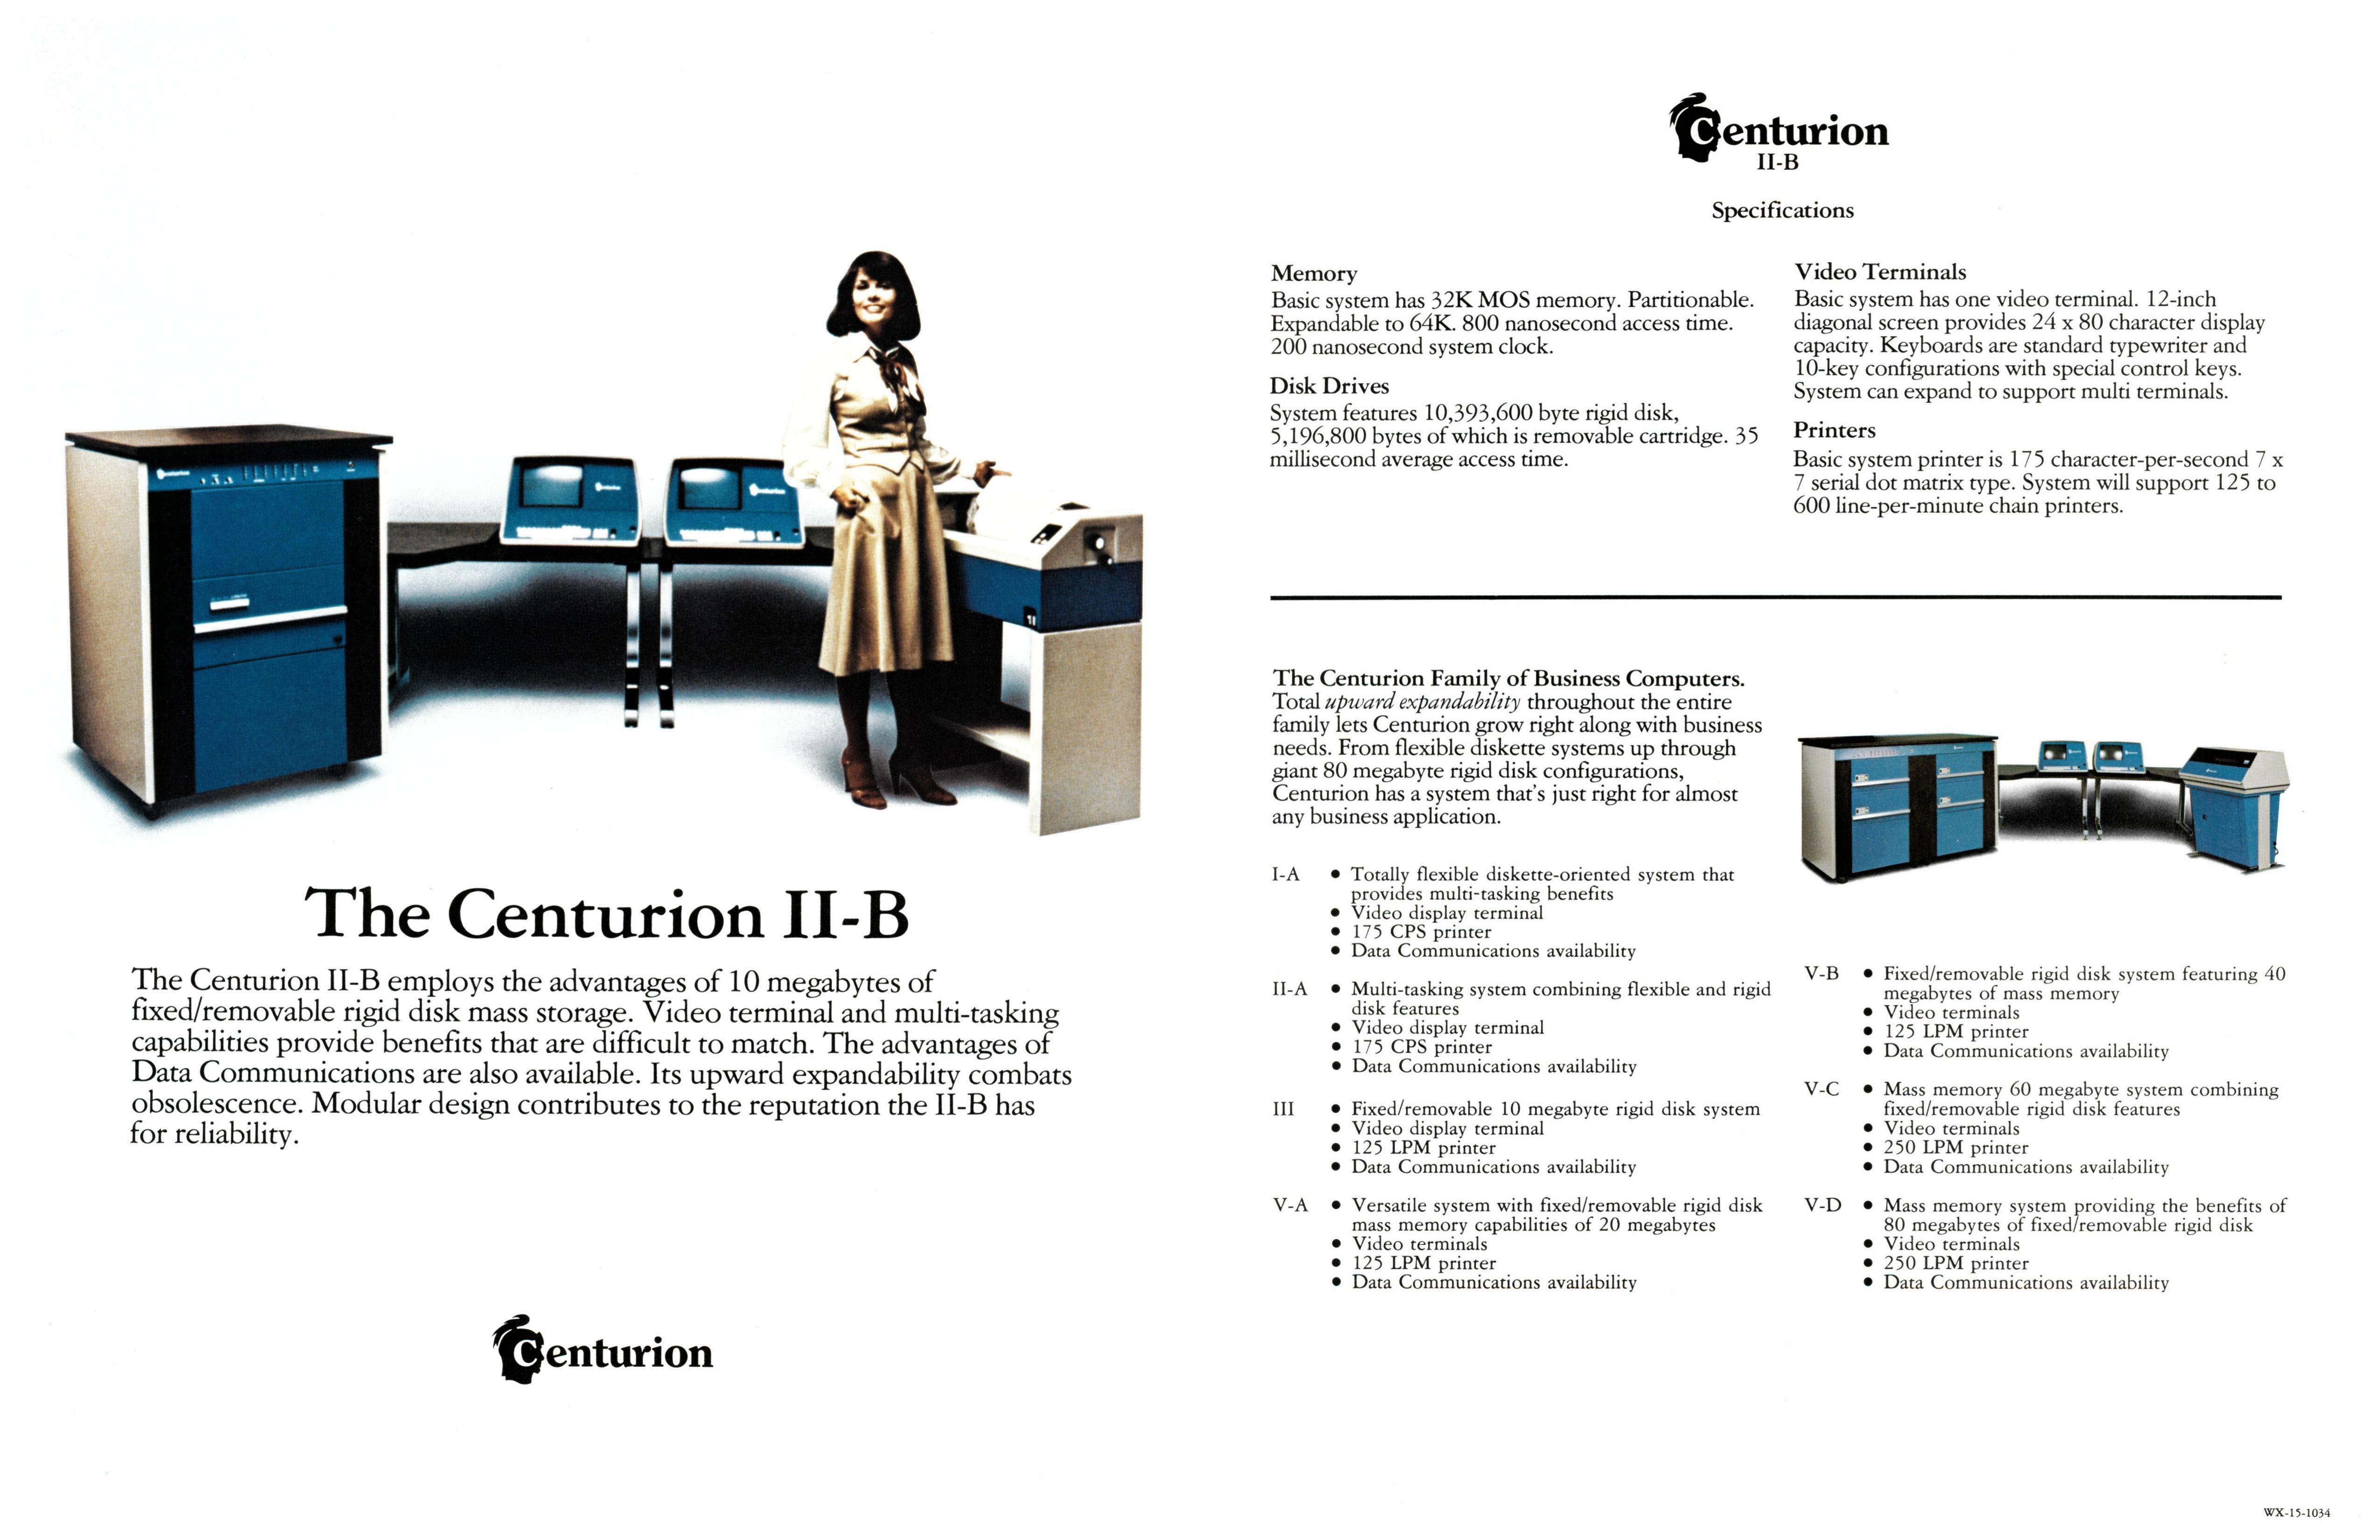 Centurion
Centurion
Centurion
The Centurion II-B
The Centurion II-B employs the advantages of 10 megabytes of
fixed/removable rigid disk mass storage. Video terminal and multi-tasking
capabilities provide benefits that are difficult to match. The advantages of
Data Communications are also available. Its upward expandability combats
obsolescence. Modular design contributes to the reputation the II-B has
for reliability.
Centurion
Centurion
II-B
Specifications
Memory
Basic system has 32K MOS memory. Partitionable.
Expandable to 64K. 800 nanosecond access time.
200 nanosecond system clock.
Disk Drives
System features 10,393,600 byte rigid disk,
5,196,800 bytes of which is removable cartridge. 35
millisecond average access time.
Video Terminals
Basic system has one video terminal. 12-inch
diagonal screen provides 24 x 80 character display
capacity. Keyboards are standard typewriter and
10-key configurations with special control keys.
System can expand to support multi terminals.
Printers
Basic system printer is 175 character-per-second 7 x
7 serial dot matrix type. System will support 125 to
600 line-per-minute chain printers.
The Centurion Family of Business Computers.
Total upward expandability throughout the entire
family lets Centurion grow right along with business
needs. From flexible diskette systems up through
giant 80 megabyte rigid disk configurations,
Centurion has a system that's just right for almost
any business application.
I-A • Totally flexible diskette-oriented system that
provides multi-tasking benefits
• Video display terminal
• 175 CPS printer
• Data Communications availability
II-A • Multi-tasking system combining flexible and rigid
disk features
• Video display terminal
• 175 CPS printer
• Data Communications availability
III • Fixed/removable 10 megabyte rigid disk system
• Video display terminal
• 125 LPM printer
• Data Communications availability
V-A • Versatile system with fixed/removable rigid disk
mass memory capabilities of 20 megabytes
• Video terminals
• 125 LPM printer
• Data Communications availability
V-B • Fixed/removable rigid disk system featuring 40
megabytes of mass memory
• Video terminals
• 125 LPM printer
• Data Communications availability
V-C • Mass memory 60 megabyte system combining
fixed/removable rigid disk features
• Video terminals
• 250 LPM printer
• Data Communications availability
V-D • Mass memory system providing the benefits of
80 megabytes of fixed/removable rigid disk
• Video terminals
• 250 LPM printer
• Data Communications availability
WX-15-1034